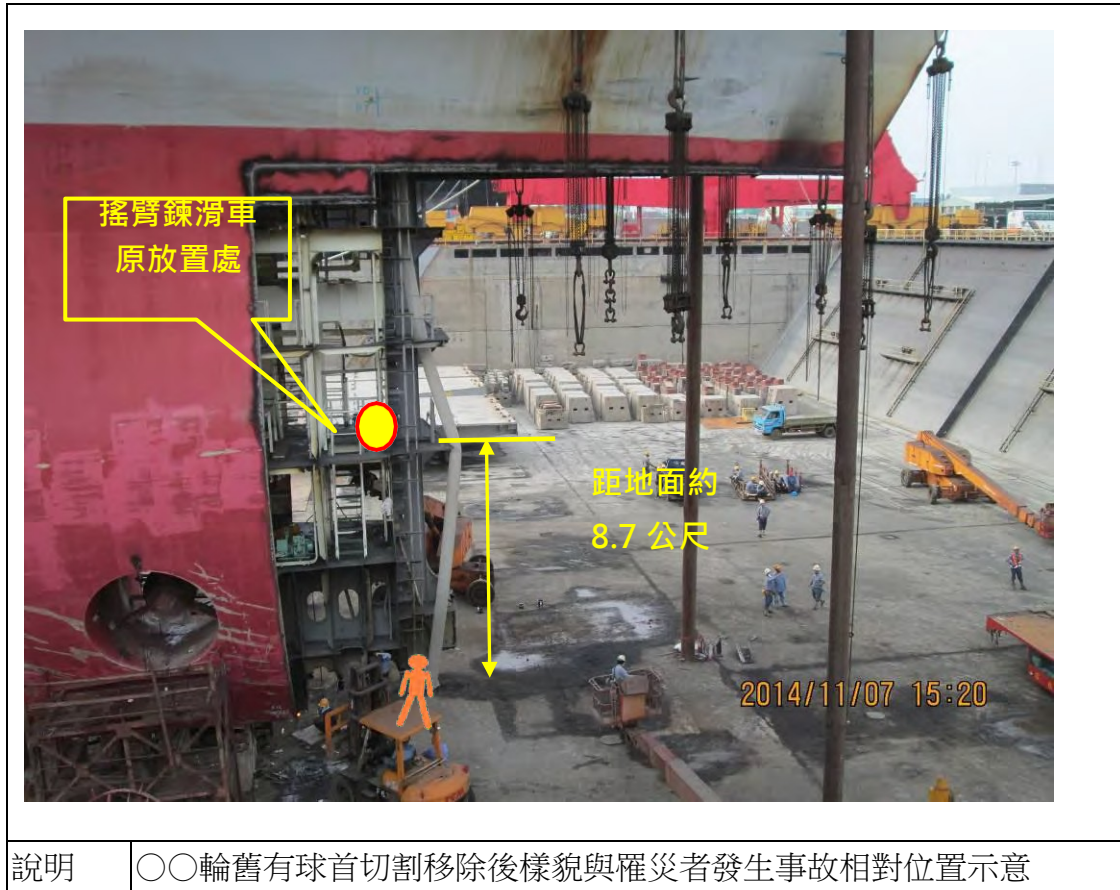 搖臂鍊滑車
原放置處
距地面約
8.7 公尺
2014/11/07 15:20
說明
○○輪舊有球首切割移除後樣貌與罹災者發生事故相對位置示意